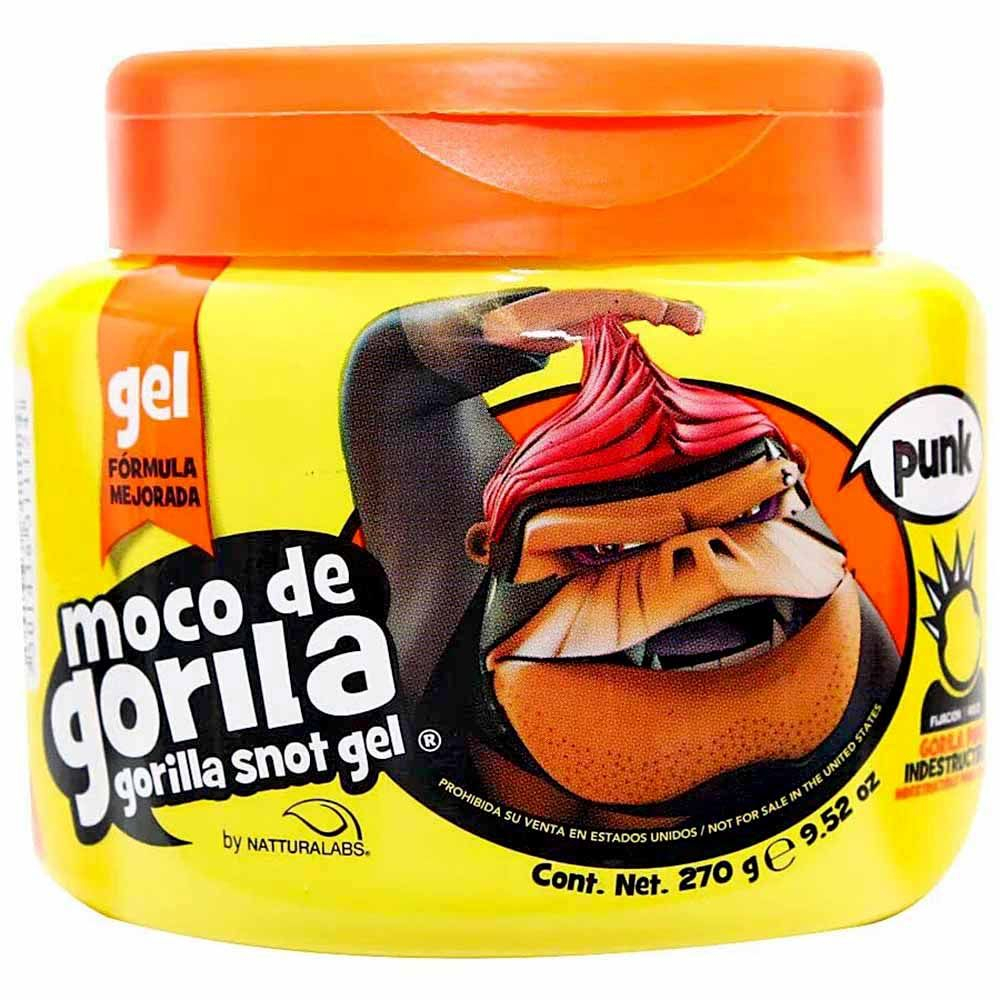 gel
FÓRMULA
MEJORADA
moco de
gorila
gorilla snot gel ®
by NATTURALABS®
punk
GORILA
PROHIBIDA SU VENTA EN ESTADOS UNIDOS / NOT FOR SALE IN THE UNITED STATES
Cont. Net. 270 g e 9.52 oz